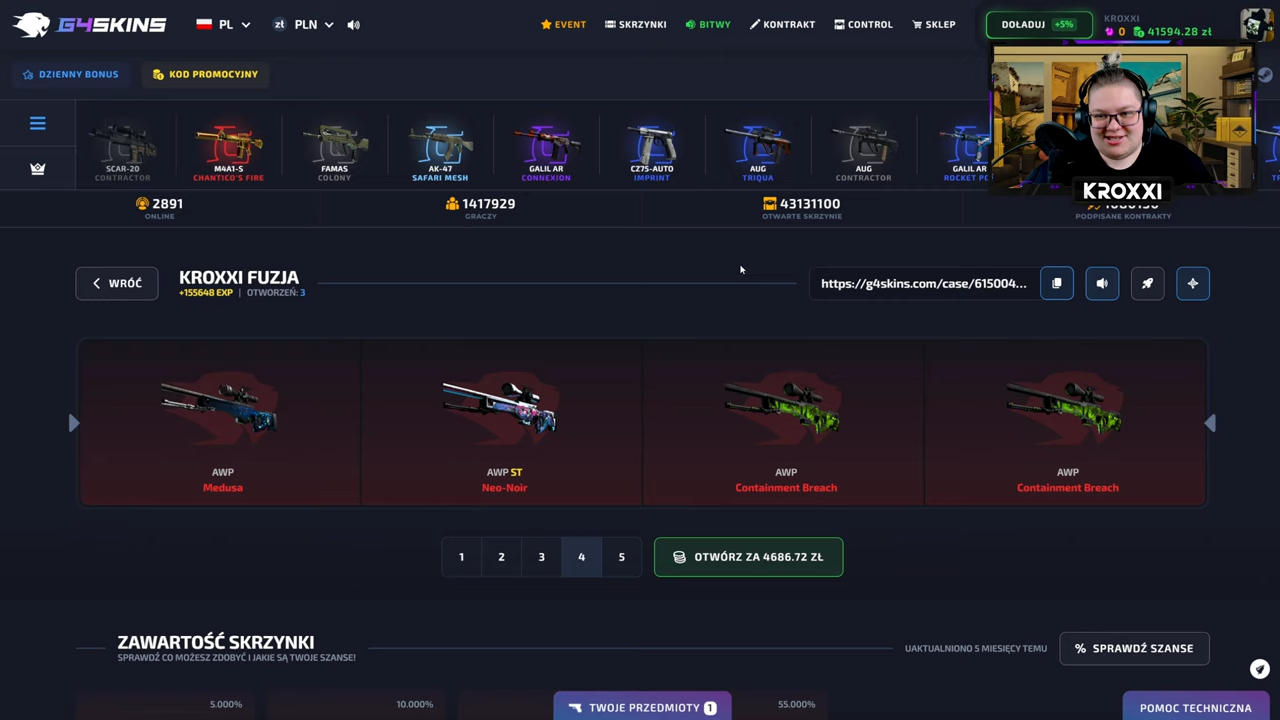 G4SKINS
PL
zł PLN
EVENT
SKRZYNKI
BITWY
KONTRAKT
CONTROL
SKLEP
DOŁADUJ +5%
KROXXI
0 41594.28 zł
DZIENNY BONUS
KOD PROMOCYJNY
SCAR-20
CONTRACTOR
M4A1-S
CHANTICO'S FIRE
FAMAS
COLONY
AK-47
SAFARI MESH
GALIL AR
CONNEXION
CZ75-AUTO
IMPRINT
AUG
TRIQUA
AUG
CONTRACTOR
GALIL AR
ROCKET PO
KROXXI
2891
ONLINE
1417929
GRACZY
43131100
OTWARTE SKRZYNIE
PODPISANE KONTRAKTY
WRÓĆ
KROXXI FUZJA
+155648 EXP | OTWORZEŃ: 3
https://g4skins.com/case/615004...
AWP
Medusa
AWP ST
Neo-Noir
AWP
Containment Breach
AWP
Containment Breach
1 2 3 4 5
OTWÓRZ ZA 4686.72 ZŁ
ZAWARTOŚĆ SKRZYNKI
SPRAWDŹ CO MOŻESZ ZDOBYĆ I JAKIE SĄ TWOJE SZANSE!
UAKTUALNIONO 5 MIESIĘCY TEMU
% SPRAWDŹ SZANSE
5.000%
10.000%
55.000%
TWOJE PRZEDMIOTY 1
POMOC TECHNICZNA